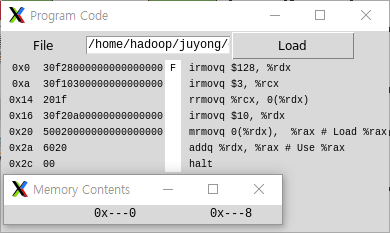 Program Code
File /home/hadoop/juyong/ Load
0x0 30f28000000000000000 F irmovq $128, %rdx
0xa 30f10300000000000000 irmovq $3, %rcx
0x14 201f rrmovq %rcx, 0(%rdx)
0x16 30f20a00000000000000 irmovq $10, %rdx
0x20 50020000000000000000 mrmovq 0(%rdx), %rax # Load %rax
0x2a 6020 addq %rdx, %rax # Use %rax
0x2c 00 halt
Memory Contents
0x---0 0x---8